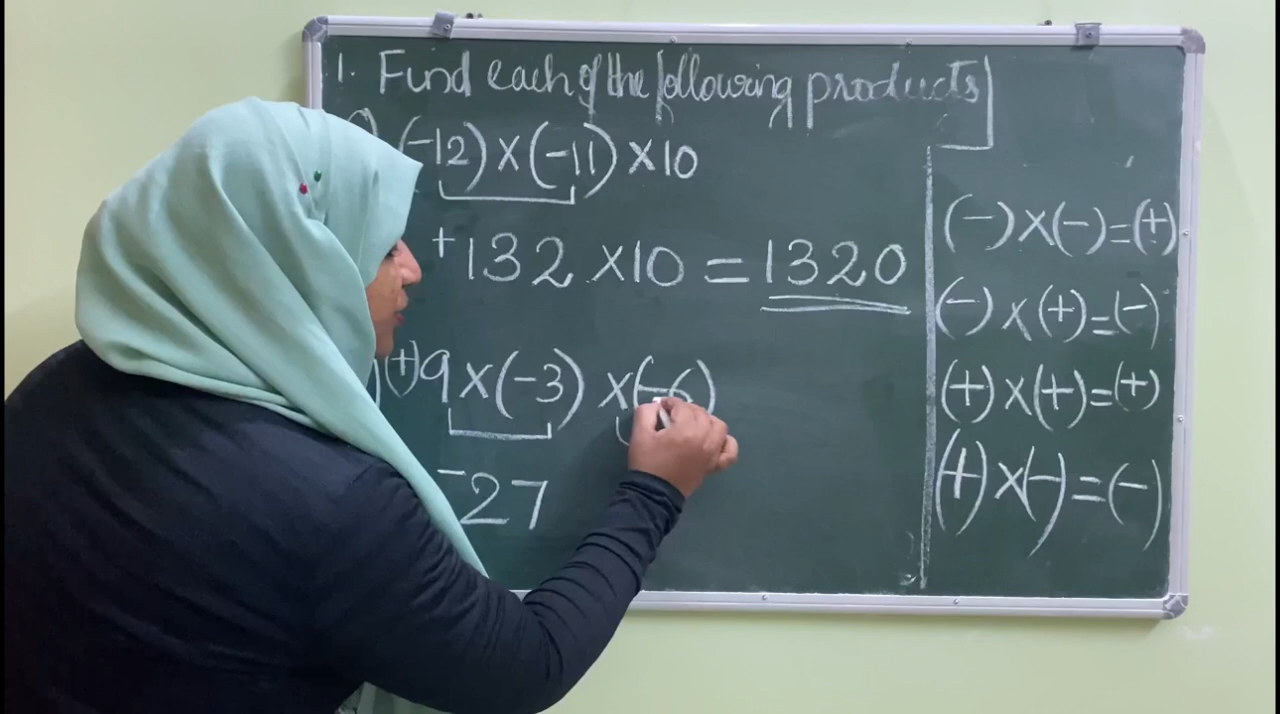 1. Find each of the following products
(-12) × (-11) × 10
+132 × 10 = 1320
(+)9 × (-3) × (-6)
-27
(-) × (-) = (+)
(-) × (+) = (-)
(+) × (+) = (+)
(+) × (-) = (-)